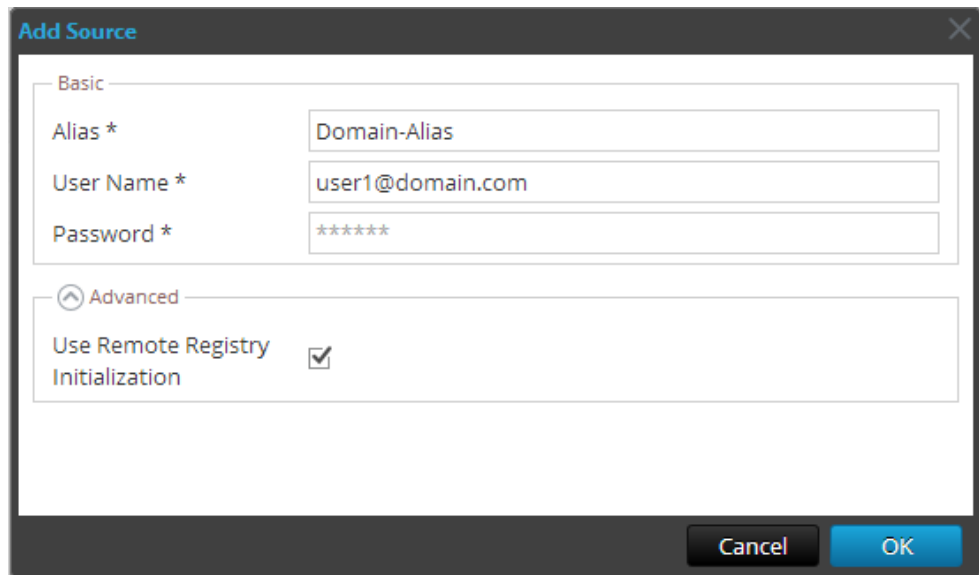 Add Source
Basic
Alias * Domain-Alias
User Name * user1@domain.com
Password * ******
Advanced
Use Remote Registry
Initialization
Cancel OK